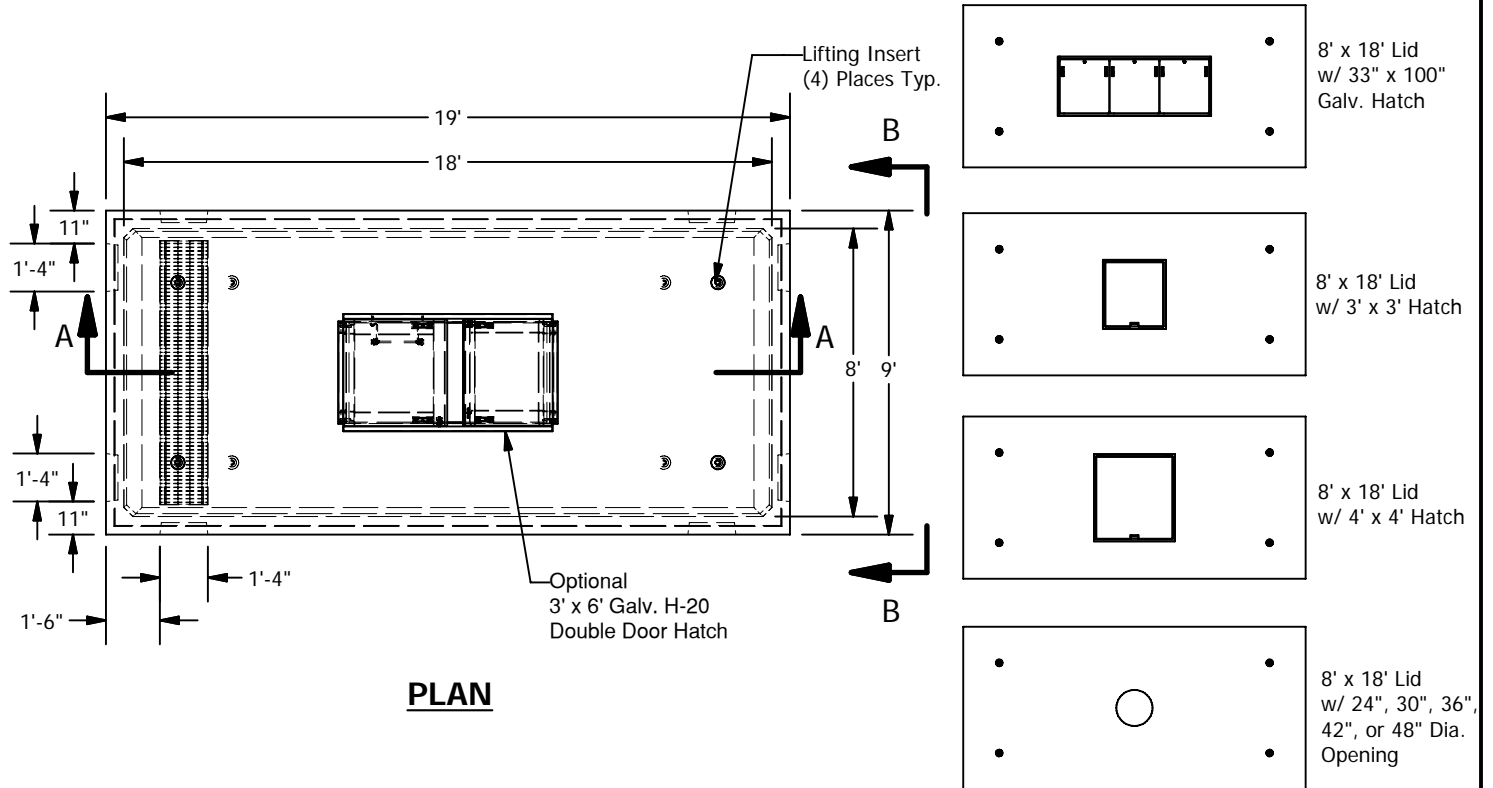 Lifting Insert
(4) Places Typ.
19'
18'
B
11"
1'-4"
A
A
8'
9'
1'-4"
11"
1'-4"
1'-6"
Optional
3' x 6' Galv. H-20
Double Door Hatch
B
PLAN
8' x 18' Lid
w/ 33" x 100"
Galv. Hatch
8' x 18' Lid
w/ 3' x 3' Hatch
8' x 18' Lid
w/ 4' x 4' Hatch
8' x 18' Lid
w/ 24", 30", 36",
42", or 48" Dia.
Opening